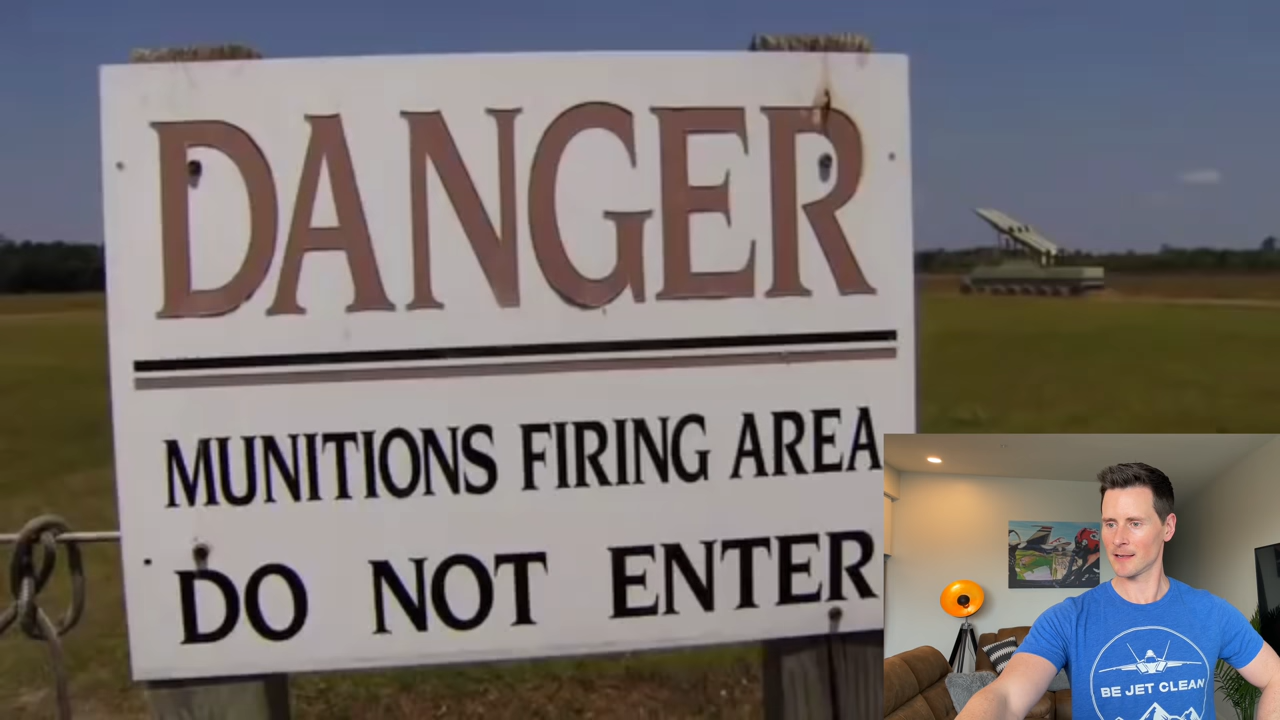 DANGER
MUNITIONS FIRING AREA
DO NOT ENTER
BE JET CLEAN